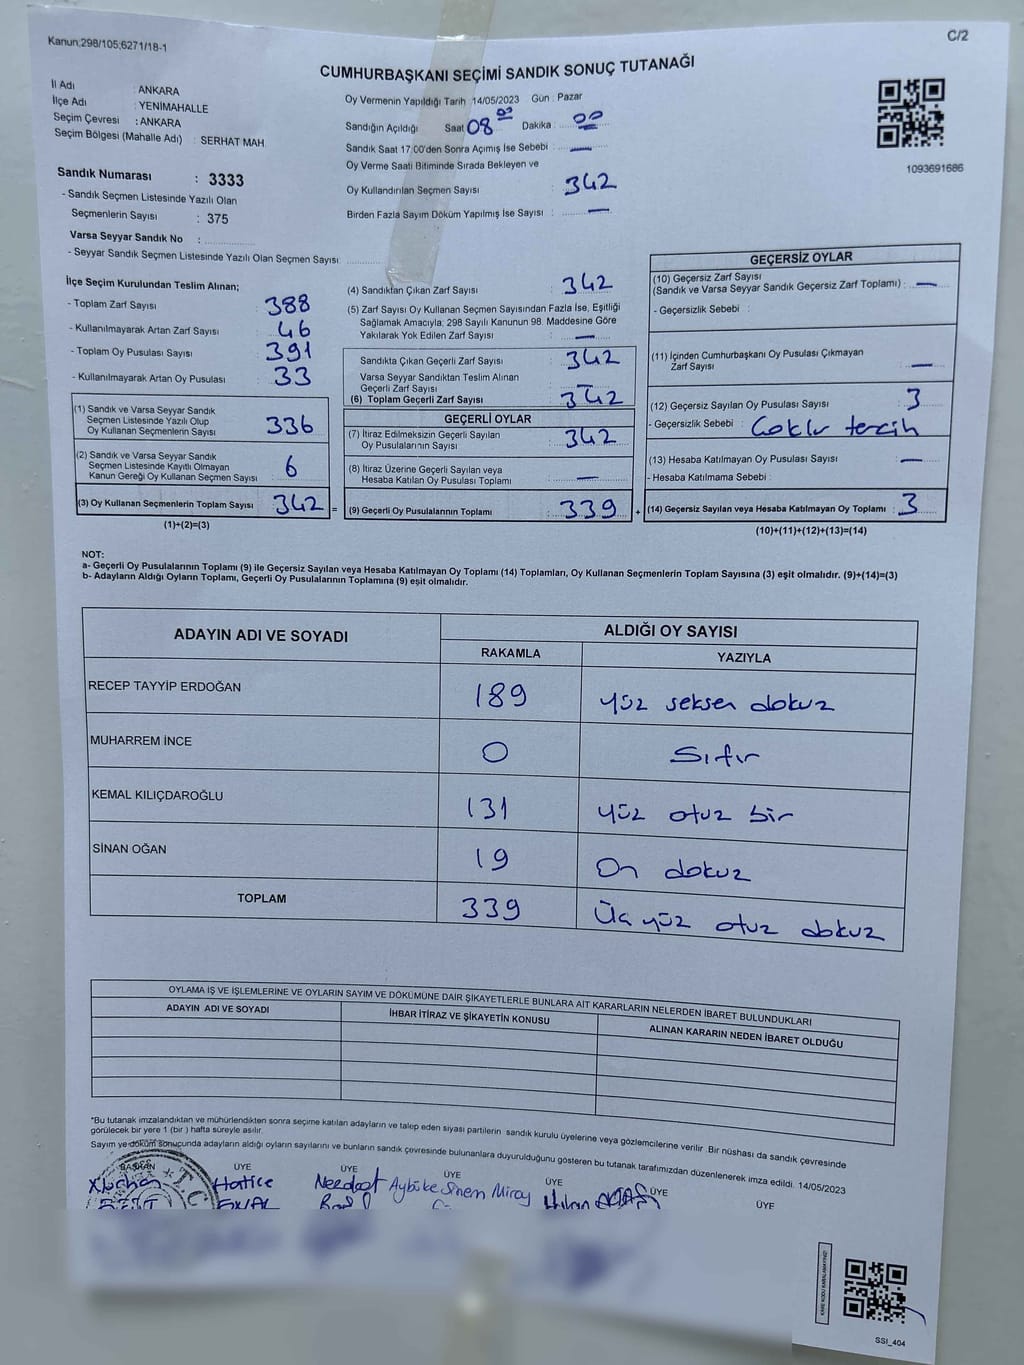 Kanun;298/105;6271/18-1
C/2
CUMHURBAŞKANI SEÇİMİ SANDIK SONUÇ TUTANAĞI
İl Adı : ANKARA
İlçe Adı : YENİMAHALLE
Seçim Çevresi : ANKARA
Seçim Bölgesi (Mahalle Adı) : SERHAT MAH.
Sandık Numarası : 3333
- Sandık Seçmen Listesinde Yazılı Olan
Seçmenlerin Sayısı : 375
Varsa Seyyar Sandık No :
- Seyyar Sandık Seçmen Listesinde Yazılı Olan Seçmen Sayısı
Oy Vermenin Yapıldığı Tarih :14/05/2023 Gün : Pazar
Sandığın Açıldığı Saat 08 00 Dakika : 00
Sandık Saat 17.00'den Sonra Açımış İse Sebebi : —
Oy Verme Saati Bitiminde Sırada Bekleyen ve
Oy Kullandırılan Seçmen Sayısı : 342
Birden Fazla Sayım Döküm Yapılmış İse Sayısı : —
1093691686
İlçe Seçim Kurulundan Teslim Alınan;
- Toplam Zarf Sayısı : 388
- Kullanılmayarak Artan Zarf Sayısı : 46
- Toplam Oy Pusulası Sayısı : 391
- Kullanılmayarak Artan Oy Pusulası : 33
(1) Sandık ve Varsa Seyyar Sandık
Seçmen Listesinde Yazılı Olup
Oy Kullanan Seçmenlerin Sayısı 336
(2) Sandık ve Varsa Seyyar Sandık
Seçmen Listesinde Kayıtlı Olmayan
Kanun Gereği Oy Kullanan Seçmen Sayısı 6
(3) Oy Kullanan Seçmenlerin Toplam Sayısı 342 =
(1)+(2)=(3)
(4) Sandıktan Çıkan Zarf Sayısı : 342
(5) Zarf Sayısı Oy Kullanan Seçmen Sayısından Fazla İse, Eşitliği
Sağlamak Amacıyla; 298 Sayılı Kanunun 98. Maddesine Göre
Yakılarak Yok Edilen Zarf Sayısı : —
Sandıkta Çıkan Geçerli Zarf Sayısı : 342
Varsa Seyyar Sandıktan Teslim Alınan
Geçerli Zarf Sayısı : —
(6) Toplam Geçerli Zarf Sayısı : 342
GEÇERLİ OYLAR
(7) İtiraz Edilmeksizin Geçerli Sayılan
Oy Pusulalarının Sayısı : 342
(8) İtiraz Üzerine Geçerli Sayılan veya
Hesaba Katılan Oy Pusulası Toplamı : —
(9) Geçerli Oy Pusulalarının Toplamı : 339 +
GEÇERSİZ OYLAR
(10) Geçersiz Zarf Sayısı
(Sandık ve Varsa Seyyar Sandık Geçersiz Zarf Toplamı) : —
- Geçersizlik Sebebi :
(11) İçinden Cumhurbaşkanı Oy Pusulası Çıkmayan
Zarf Sayısı : —
(12) Geçersiz Sayılan Oy Pusulası Sayısı : 3
- Geçersizlik Sebebi : Çoklu tercih
(13) Hesaba Katılmayan Oy Pusulası Sayısı : —
- Hesaba Katılmama Sebebi :
(14) Geçersiz Sayılan veya Hesaba Katılmayan Oy Toplamı : 3
(10)+(11)+(12)+(13)=(14)
NOT:
a- Geçerli Oy Pusulalarının Toplamı (9) ile Geçersiz Sayılan veya Hesaba Katılmayan Oy Toplamı (14) Toplamları, Oy Kullanan Seçmenlerin Toplam Sayısına (3) eşit olmalıdır. (9)+(14)=(3)
b- Adayların Aldığı Oyların Toplamı, Geçerli Oy Pusulalarının Toplamına (9) eşit olmalıdır.
ADAYIN ADI VE SOYADI
ALDIĞI OY SAYISI
RAKAMLA YAZIYLA
RECEP TAYYİP ERDOĞAN 189 yüz seksen dokuz
MUHARREM İNCE 0 Sıfır
KEMAL KILIÇDAROĞLU 131 yüz otuz bir
SİNAN OĞAN 19 On dokuz
TOPLAM 339 Üç yüz otuz dokuz
OYLAMA İŞ VE İŞLEMLERİNE VE OYLARIN SAYIM VE DÖKÜMÜNE DAİR ŞİKAYETLERLE BUNLARA AİT KARARLARIN NELERDEN İBARET BULUNDUKLARI
ADAYIN ADI VE SOYADI İHBAR İTİRAZ VE ŞİKAYETİN KONUSU ALINAN KARARIN NEDEN İBARET OLDUĞU
*Bu tutanak imzalandıktan ve mühürlendikten sonra seçime katılan adayların ve talep eden siyasi partilerin sandık kurulu üyelerine veya gözlemcilerine verilir. Bir nüshası da sandık çevresinde
görülecek bir yere 1 (bir ) hafta süreyle asılır.
Sayım ve döküm sonucunda adayların aldığı oyların sayılarını ve bunların sandık çevresinde bulunanlara duyurulduğunu gösteren bu tutanak tarafımızdan düzenlenerek imza edildi. 14/05/2023
BAŞKAN ÜYE ÜYE ÜYE ÜYE ÜYE ÜYE
Hatice Aybüke Sinem Miray
T.C.
KARE KODU KARALAMAYINIZ!
SSİ_404